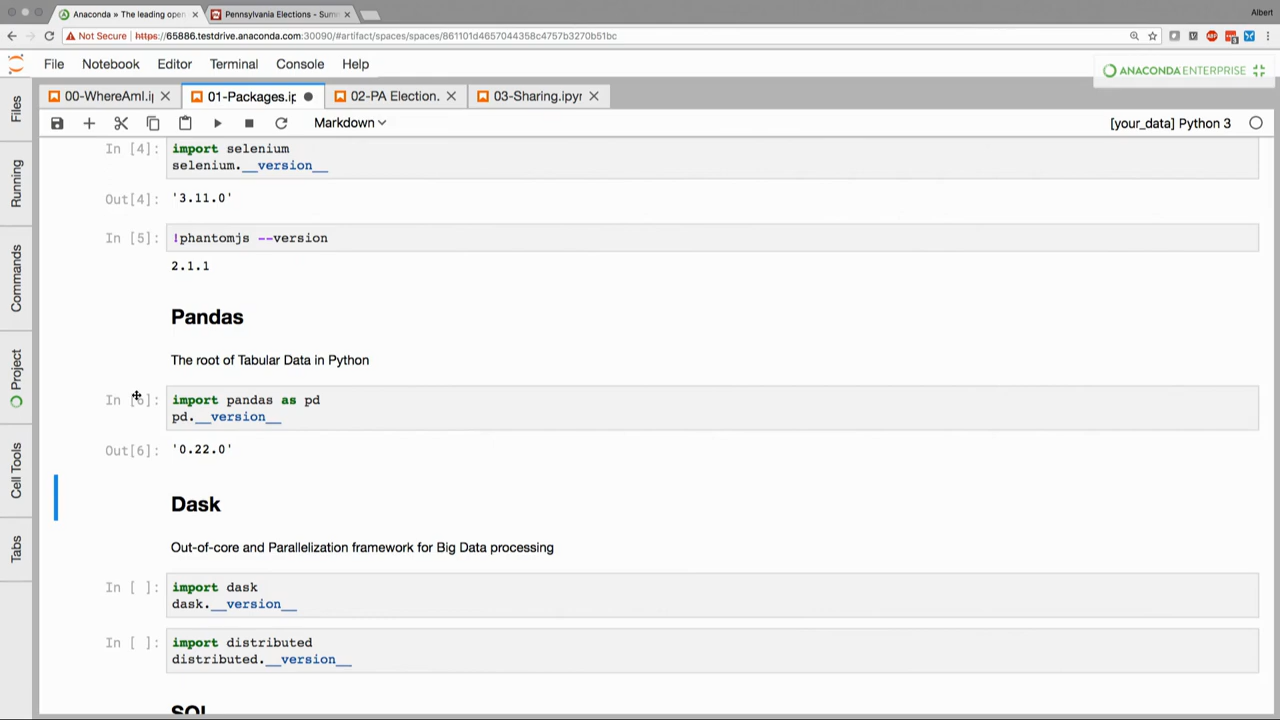 Anaconda » The leading open
Pennsylvania Elections - Sum
Albert
Not Secure
https://65886.testdrive.anaconda.com:30090/#artifact/spaces/spaces/861101d4657044358c4757b3270b51bc
File
Notebook
Editor
Terminal
Console
Help
ANACONDA ENTERPRISE
00-WhereAmI.ip
01-Packages.ip
02-PA Election.
03-Sharing.ipyr
Markdown
[your_data] Python 3
Files
Running
Commands
Project
Cell Tools
Tabs
In [4]:
import selenium
selenium.__version__
Out[4]:
'3.11.0'
In [5]:
!phantomjs --version
2.1.1
Pandas
The root of Tabular Data in Python
In [6]:
import pandas as pd
pd.__version__
Out[6]:
'0.22.0'
Dask
Out-of-core and Parallelization framework for Big Data processing
In [ ]:
import dask
dask.__version__
In [ ]:
import distributed
distributed.__version__
SQL